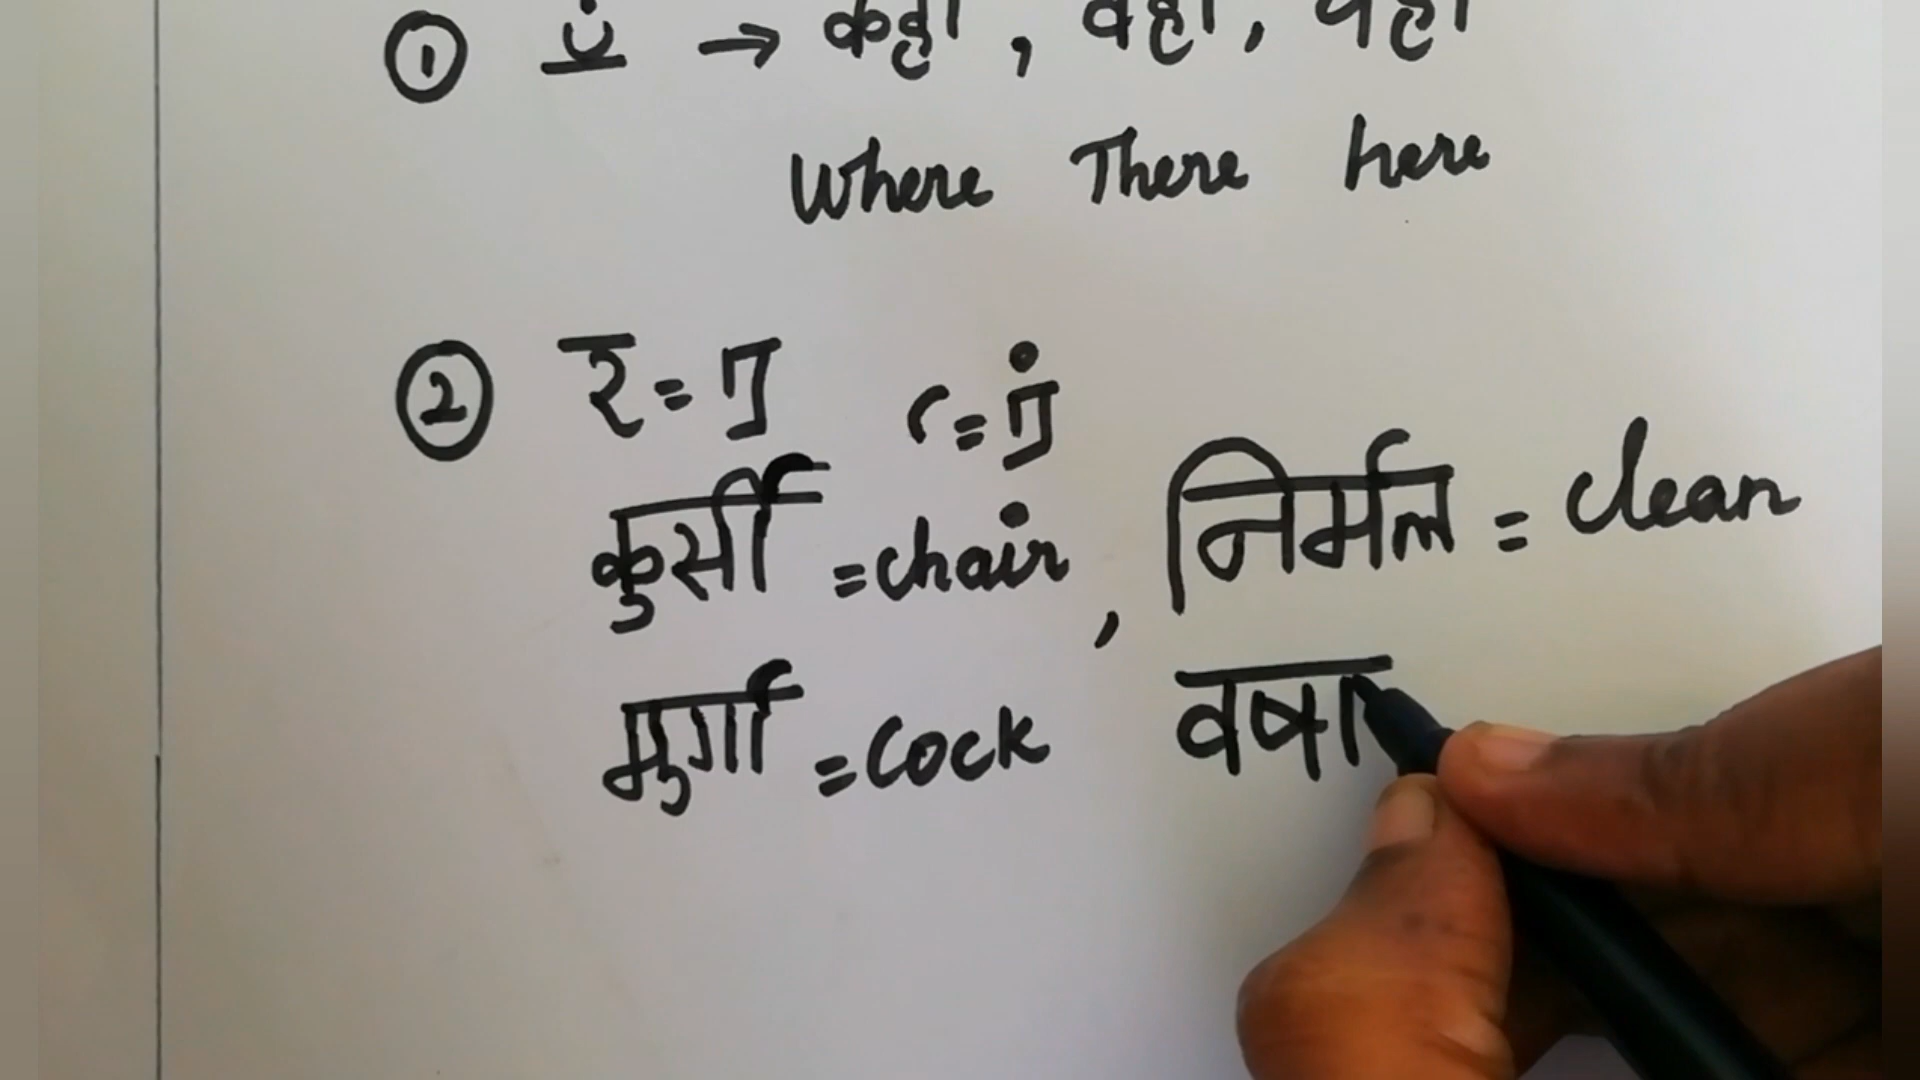 ① ँ → कहाँ, वहाँ, यहाँ
Where There here
② र = ர r = ர்
कुर्सी = chair, निर्मल = clean
मुर्गा = Cock वर्षा